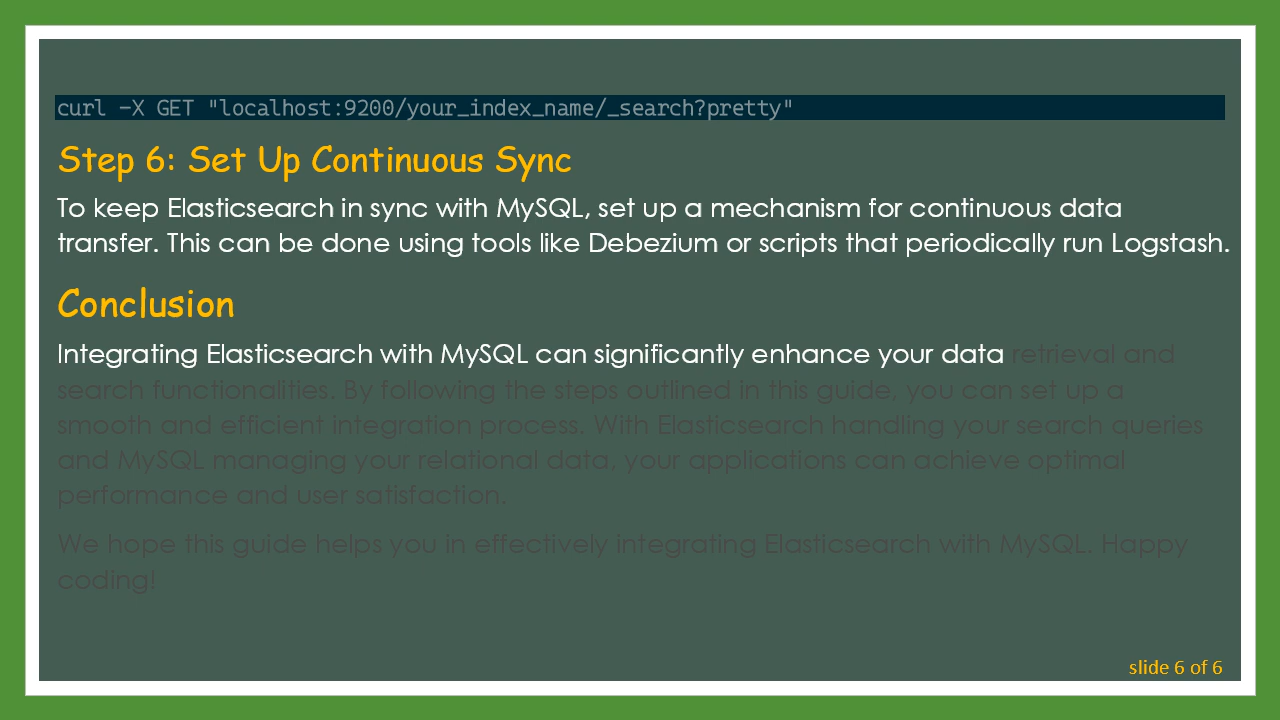 curl -X GET "localhost:9200/your_index_name/_search?pretty"
Step 6: Set Up Continuous Sync
To keep Elasticsearch in sync with MySQL, set up a mechanism for continuous data
transfer. This can be done using tools like Debezium or scripts that periodically run Logstash.
Conclusion
Integrating Elasticsearch with MySQL can significantly enhance your data retrieval and
search functionalities. By following the steps outlined in this guide, you can set up a
smooth and efficient integration process. With Elasticsearch handling your search queries
and MySQL managing your relational data, your applications can achieve optimal
performance and user satisfaction.
We hope this guide helps you in effectively integrating Elasticsearch with MySQL. Happy
coding!
slide 6 of 6